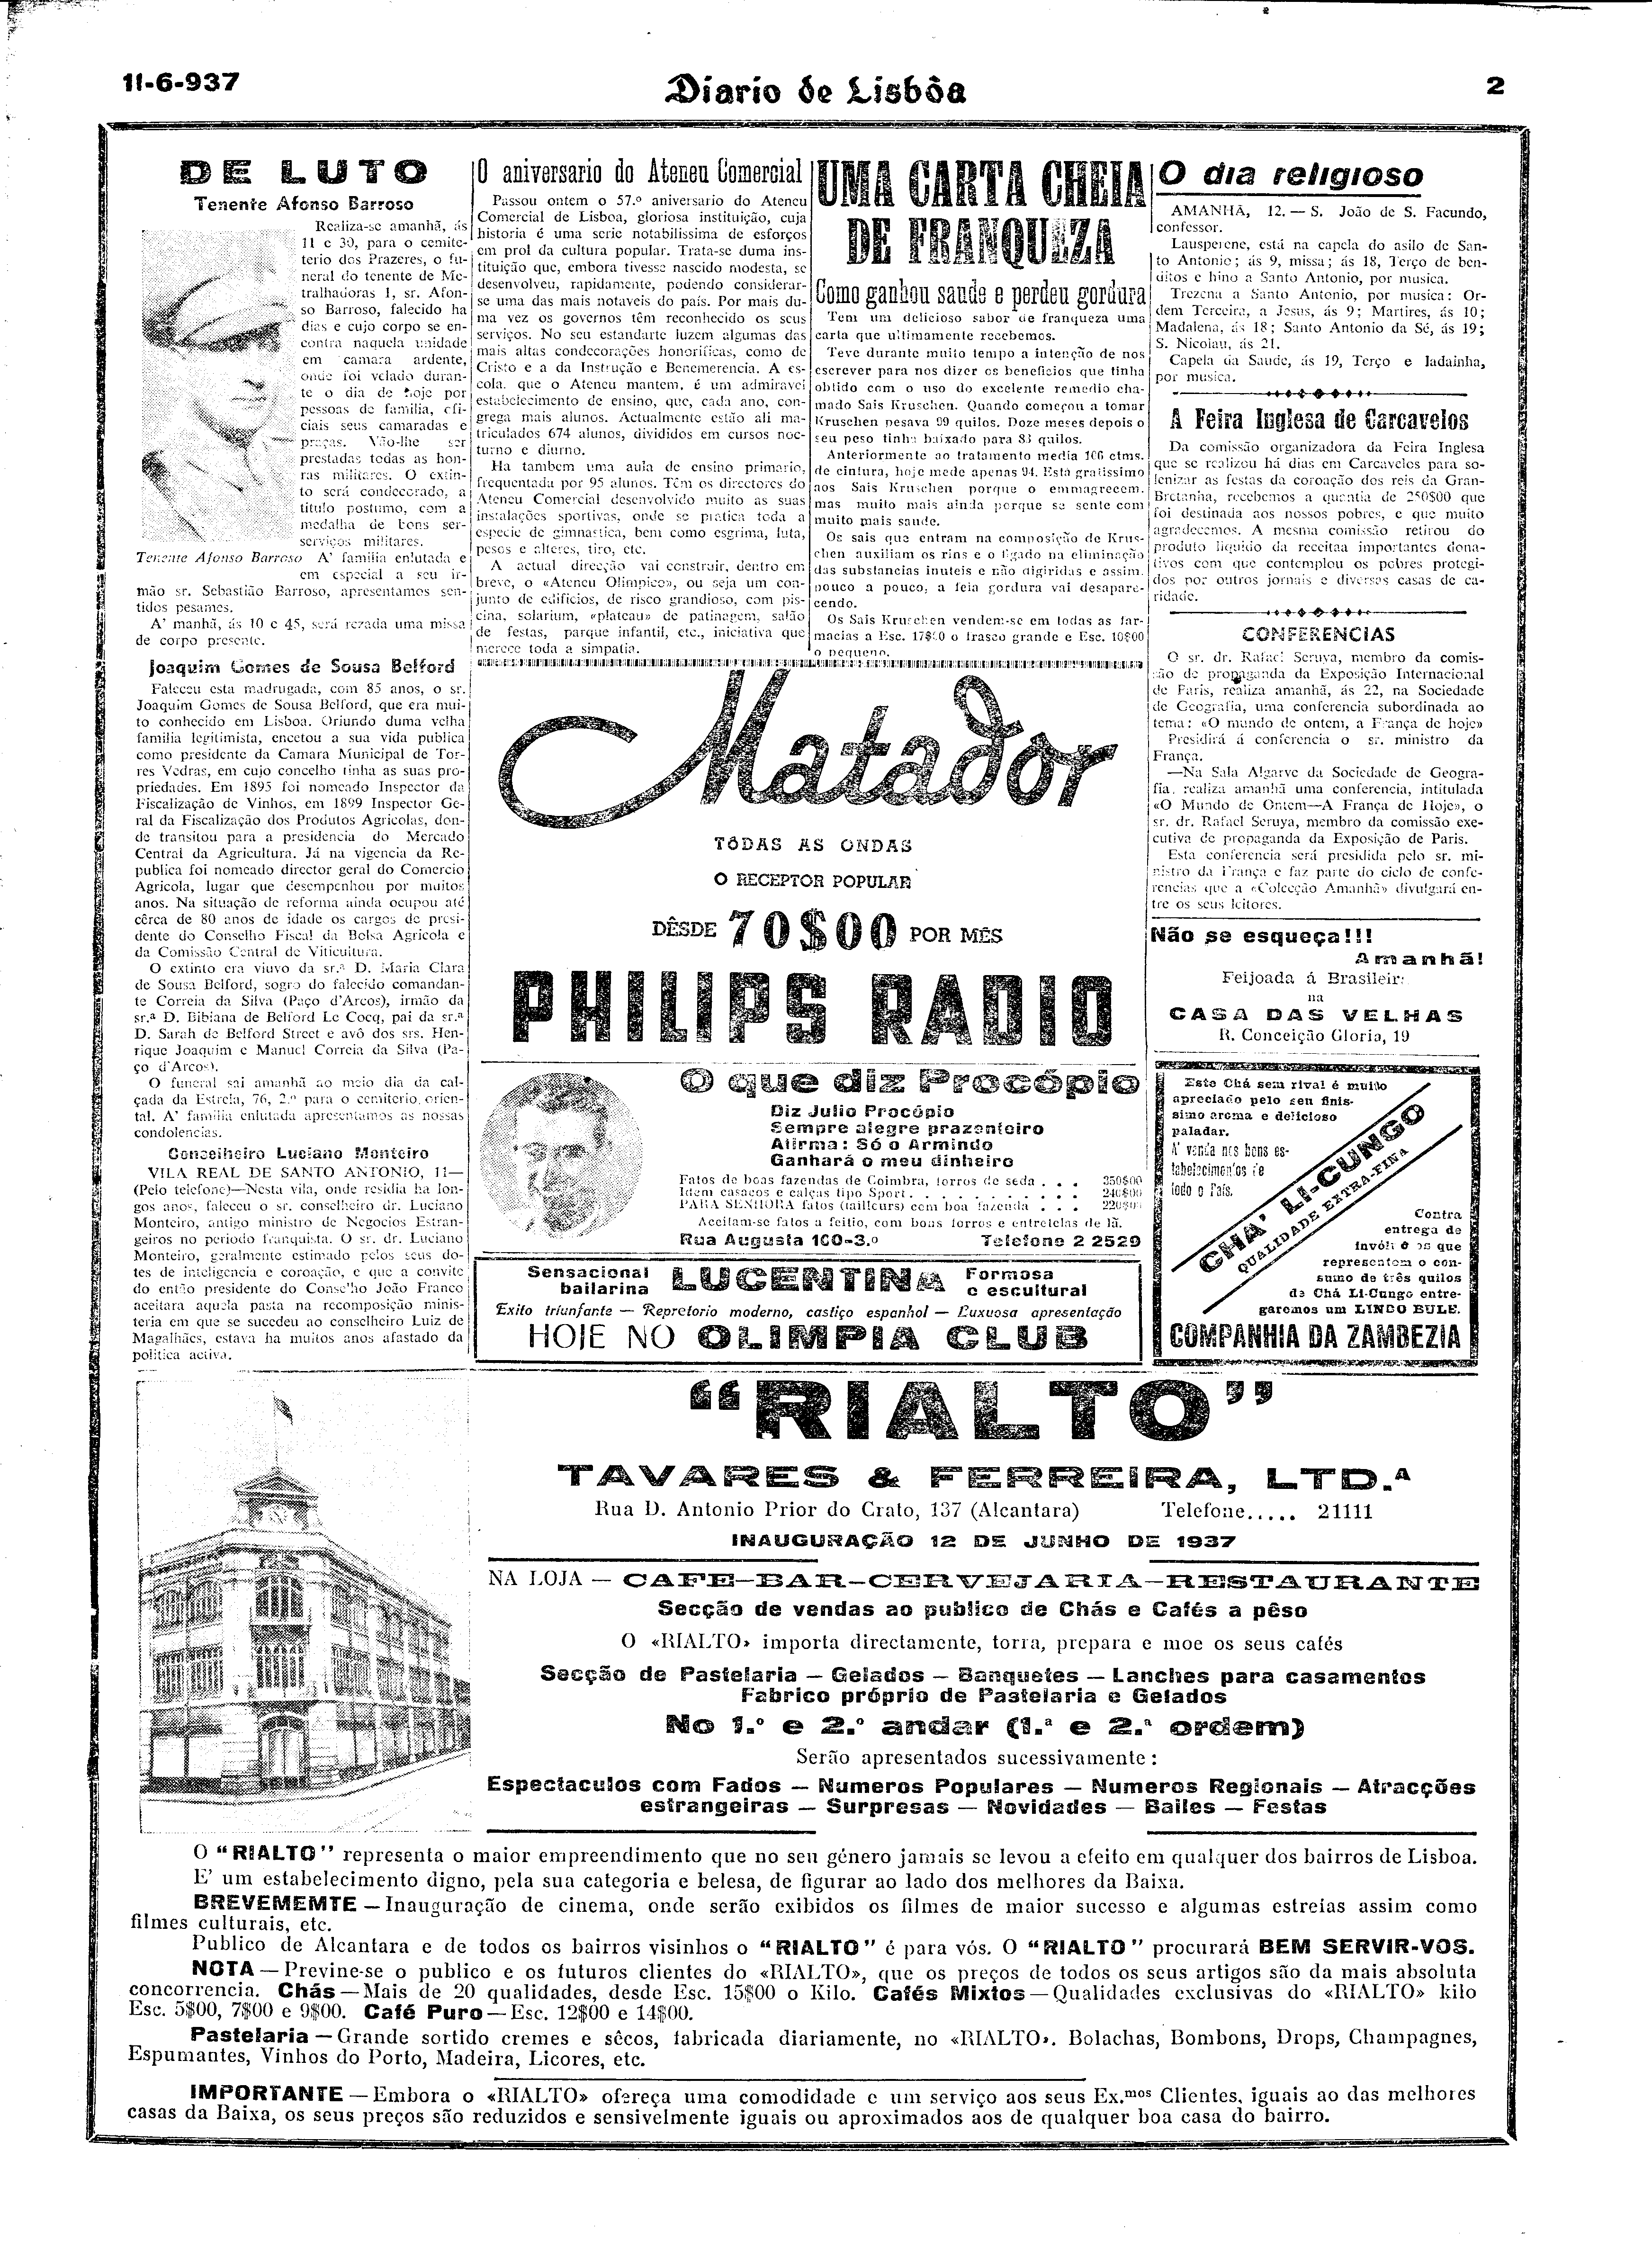 11-6-937
Diario de Lisbôa
2
DE LUTO
Tenente Afonso Barroso
Realiza-se amanhã, ás
11 e 30, para o cemite-
terio dos Prazeres, o fu-
neral do tenente de Me-
tralhadoras 1, sr. Afon-
so Barroso, falecido ha
dias e cujo corpo se en-
contra naquela unidade
em camara ardente,
onde foi velado duran-
te o dia de hoje por
pessoas de familia, ofi-
ciais seus camaradas e
praças. Vão-lhe ser
prestadas todas as hon-
ras militares. O extin-
to será condecorado, a
titulo postumo, com a
medalha de bons ser-
serviços militares.
Tenente Afonso Barroso
A' familia enlutada e
em especial a seu ir-
mão sr. Sebastião Barroso, apresentamos sen-
tidos pesames.
A' manhã, ás 10 e 45, será rezada uma missa
de corpo presente.
Joaquim Gomes de Sousa Belford
Faleceu esta madrugada, com 85 anos, o sr.
Joaquim Gomes de Sousa Belford, que era mui-
to conhecido em Lisboa. Oriundo duma velha
familia legitimista, encetou a sua vida publica
como presidente da Camara Municipal de Tor-
res Vedras, em cujo concelho tinha as suas pro-
priedades. Em 1895 foi nomeado Inspector da
Fiscalização de Vinhos, em 1899 Inspector Ge-
ral da Fiscalização dos Produtos Agricolas, don-
de transitou para a presidencia do Mercado
Central da Agricultura. Já na vigencia da Re-
publica foi nomeado director geral do Comercio
Agricola, lugar que desempenhou por muitos
anos. Na situação de reforma ainda ocupou até
cêrca de 80 anos de idade os cargos de presi-
dente do Conselho Fiscal da Bolsa Agricola e
da Comissão Central de Viticultura.
O extinto era viuvo da sr.ª D. Maria Clara
de Sousa Belford, sogro do falecido comandan-
te Correia da Silva (Paço d'Arcos), irmão da
sr.ª D. Bibiana de Belford Le Cocq, pai da sr.ª
D. Sarah de Belford Street e avô dos srs. Hen-
rique Joaquim e Manuel Correia da Silva (Pa-
ço d'Arcos).
O funeral sai amanhã ao meio dia da cal-
çada da Estrela, 76, 2.º para o cemiterio orien-
tal. A' familia enlutada apresentamos as nossas
condolencias.
Conselheiro Luciano Monteiro
VILA REAL DE SANTO ANTONIO, 11—
(Pelo telefone)—Nesta vila, onde residia ha lon-
gos anos, faleceu o sr. conselheiro dr. Luciano
Monteiro, antigo ministro de Negocios Estran-
geiros no periodo franquista. O sr. dr. Luciano
Monteiro, geralmente estimado pelos seus do-
tes de inteligencia e coroação, e que a convite
do então presidente do Conselho João Franco
aceitara aquela pasta na recomposição minis-
teria em que se sucedeu ao conselheiro Luiz de
Magalhães, estava ha muitos anos afastado da
politica activa.
O aniversario do Ateneu Comercial
Passou ontem o 57.º aniversario do Ateneu
Comercial de Lisboa, gloriosa instituição, cuja
historia é uma serie notabilissima de esforços
em prol da cultura popular. Trata-se duma ins-
tituição que, embora tivesse nascido modesta, se
desenvolveu, rapidamente, podendo considerar-
se uma das mais notaveis do país. Por mais du-
ma vez os governos têm reconhecido os seus
serviços. No seu estandarte luzem algumas das
mais altas condecorações honorificas, como de
Cristo e a da Instrução e Benemerencia. A es-
cola, que o Ateneu mantem, é um admiravel
estabelecimento de ensino, que, cada ano, con-
grega mais alunos. Actualmente estão ali ma-
triculados 674 alunos, divididos em cursos noc-
turno e diurno.
Ha tambem uma aula de ensino primario,
frequentada por 95 alunos. Têm os directores do
Ateneu Comercial desenvolvido muito as suas
instalações sportivas, onde se pratica toda a
especie de gimnastica, bem como esgrima, luta,
pesos e alteres, tiro, etc.
A actual direcção vai construir, dentro em
breve, o «Ateneu Olimpico», ou seja um con-
junto de edificios, de risco grandioso, com pis-
cina, solarium, «plateau» de patinagem, salão
de festas, parque infantil, etc., iniciativa que
merece toda a simpatia.
UMA CARTA CHEIA
DE FRANQUEZA
Como ganhou saude e perdeu gordura
Tem um delicioso sabor de franqueza uma
carta que ultimamente recebemos.
Teve durante muito tempo a intenção de nos
escrever para nos dizer os beneficios que tinha
obtido com o uso do excelente remedio cha-
mado Sais Kruschen. Quando começou a tomar
Kruschen pesava 99 quilos. Doze meses depois o
seu peso tinha baixado para 83 quilos.
Anteriormente ao tratamento media 106 ctms.
de cintura, hoje mede apenas 94. Está gratissimo
aos Sais Kruschen porque o emmagrecem.
mas muito mais ainda porque se sente com
muito mais saude.
Os sais que entram na composição de Krus-
chen auxiliam os rins e o figado na eliminação
das substancias inuteis e não digiridas e assim.
pouco a pouco, a feia gordura vai desapare-
cendo.
Os Sais Kruschen vendem-se em todas as far-
macias a Esc. 17$50 o frasco grande e Esc. 10$00
o pequeno.
O dia religioso
AMANHÃ, 12. — S. João de S. Facundo,
confessor.
Lausperene, está na capela do asilo de San-
to Antonio; ás 9, missa; ás 18, Terço de ben-
ditos e hino a Santo Antonio, por musica.
Trezena a Santo Antonio, por musica: Or-
dem Terceira, a Jesus, ás 9; Martires, ás 10;
Madalena, ás 18; Santo Antonio da Sé, ás 19;
S. Nicolau, ás 21.
Capela da Saude, ás 19, Terço e ladainha,
por musica.
A Feira Inglesa de Carcavelos
Da comissão organizadora da Feira Inglesa
que se realizou há dias em Carcavelos para so-
lenizar as festas da coroação dos reis da Gran-
Bretanha, recebemos a quantia de 250$00 que
foi destinada aos nossos pobres, e que muito
agradecemos. A mesma comissão retirou do
produto liquido da receitaa importantes dona-
tivos com que contemplou os pobres protegi-
dos por outros jornais e diversas casas de ca-
ridade.
CONFERENCIAS
O sr. dr. Rafael Seruya, membro da comis-
são de propaganda da Exposição Internacional
de Paris, realiza amanhã, ás 22, na Sociedade
de Geografia, uma conferencia subordinada ao
tema: «O mundo de ontem, a França de hoje»
Presidirá á conferencia o sr. ministro da
França.
—Na Sala Algarve da Sociedade de Geogra-
fia, realiza amanhã uma conferencia, intitulada
«O Mundo de Ontem—A França de Hoje», o
sr. dr. Rafael Seruya, membro da comissão exe-
cutiva de propaganda da Exposição de Paris.
Esta conferencia será presidida pelo sr. mi-
nistro da França e faz parte do ciclo de confe-
rencias que a «Colecção Amanhã» divulgará en-
tre os seus leitores.
Matador
TÔDAS AS ONDAS
O RECEPTOR POPULAR
DÊSDE 70$00 POR MÊS
PHILIPS RADIO
Não se esqueça!!!
Amanhã!
Feijoada á Brasileir
na
CASA DAS VELHAS
R. Conceição Gloria, 19
O que diz Procópio
Diz Julio Procópio
Sempre alegre prazenteiro
Afirma: Só o Armindo
Ganhará o meu dinheiro
Fatos de boas fazendas de Coimbra, forros de seda . . . 350$00
Idem casacos e calças tipo Sport . . . . . . . . . . . 240$00
PARA SENHORA fatos (tailleurs) com boa fazenda . . . 220$00
Aceitam-se fatos a feitio, com boas forros e entretelas de lã.
Rua Augusta 100-3.º Telefone 2 2529
Sensacional
bailarina
LUCENTINA
Formosa
e escultural
Exito triunfante — Repretorio moderno, castiço espanhol — Luxuosa apresentação
HOJE NO OLIMPIA CLUB
Este Chá sem rival é muito
apreciado pelo seu finis-
simo aroma e delicioso
paladar.
A' venda nos bons es-
tabelecimentos de
todo o País.
CHA' LI-CUNGO
QUALIDADE EXTRA-FINA
Contra
entrega de
que
representem o con-
sumo de três quilos
de Chá Li-Cungo entre-
garemos um LINDO BULE.
COMPANHIA DA ZAMBEZIA
“RIALTO”
TAVARES & FERREIRA, LTD.ª
Rua D. Antonio Prior do Crato, 137 (Alcantara) Telefone..... 21111
INAUGURAÇÃO 12 DE JUNHO DE 1937
NA LOJA — CAFE-BAR-CERVEJARIA-RESTAURANTE
Secção de vendas ao publico de Chás e Cafés a pêso
O «RIALTO» importa directamente, torra, prepara e moe os seus cafés
Secção de Pastelaria — Gelados — Banquetes — Lanches para casamentos
Fabrico próprio de Pastelaria e Gelados
No 1.º e 2.º andar (1.ª e 2.ª ordem)
Serão apresentados sucessivamente:
Espectaculos com Fados — Numeros Populares — Numeros Regionais — Atracções
estrangeiras — Surpresas — Novidades — Bailes — Festas
O “RIALTO” representa o maior empreendimento que no seu género jamais se levou a efeito em qualquer dos bairros de Lisboa.
E' um estabelecimento digno, pela sua categoria e belesa, de figurar ao lado dos melhores da Baixa.
BREVEMEMTE — Inauguração de cinema, onde serão exibidos os filmes de maior sucesso e algumas estreias assim como
filmes culturais, etc.
Publico de Alcantara e de todos os bairros visinhos o “RIALTO” é para vós. O “RIALTO” procurará BEM SERVIR-VOS.
NOTA — Previne-se o publico e os futuros clientes do «RIALTO», que os preços de todos os seus artigos são da mais absoluta
concorrencia. Chás — Mais de 20 qualidades, desde Esc. 15$00 o Kilo. Cafés Mixtos — Qualidades exclusivas do «RIALTO» kilo
Esc. 5$00, 7$00 e 9$00. Café Puro — Esc. 12$00 e 14$00.
Pastelaria — Grande sortido cremes e sêcos, fabricada diariamente, no «RIALTO». Bolachas, Bombons, Drops, Champagnes,
Espumantes, Vinhos do Porto, Madeira, Licores, etc.
IMPORTANTE — Embora o «RIALTO» ofereça uma comodidade e um serviço aos seus Ex.mos Clientes, iguais ao das melhores
casas da Baixa, os seus preços são reduzidos e sensivelmente iguais ou aproximados aos de qualquer boa casa do bairro.